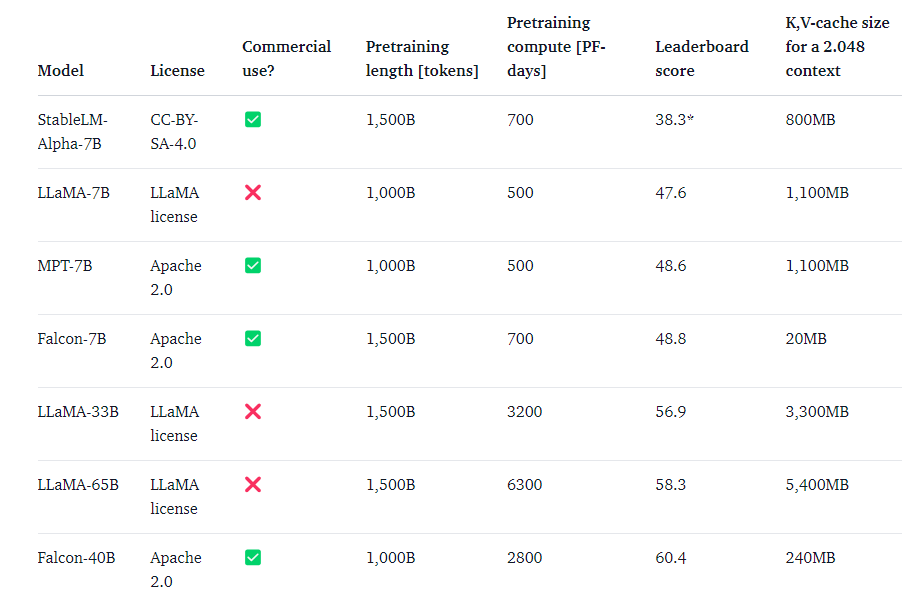 Model License Commercial use? Pretraining length [tokens] Pretraining compute [PF-days] Leaderboard score K,V-cache size for a 2.048 context
StableLM-Alpha-7B CC-BY-SA-4.0 ✅ 1,500B 700 38.3* 800MB
LLaMA-7B LLaMA license ❌ 1,000B 500 47.6 1,100MB
MPT-7B Apache 2.0 ✅ 1,000B 500 48.6 1,100MB
Falcon-7B Apache 2.0 ✅ 1,500B 700 48.8 20MB
LLaMA-33B LLaMA license ❌ 1,500B 3200 56.9 3,300MB
LLaMA-65B LLaMA license ❌ 1,500B 6300 58.3 5,400MB
Falcon-40B Apache 2.0 ✅ 1,000B 2800 60.4 240MB